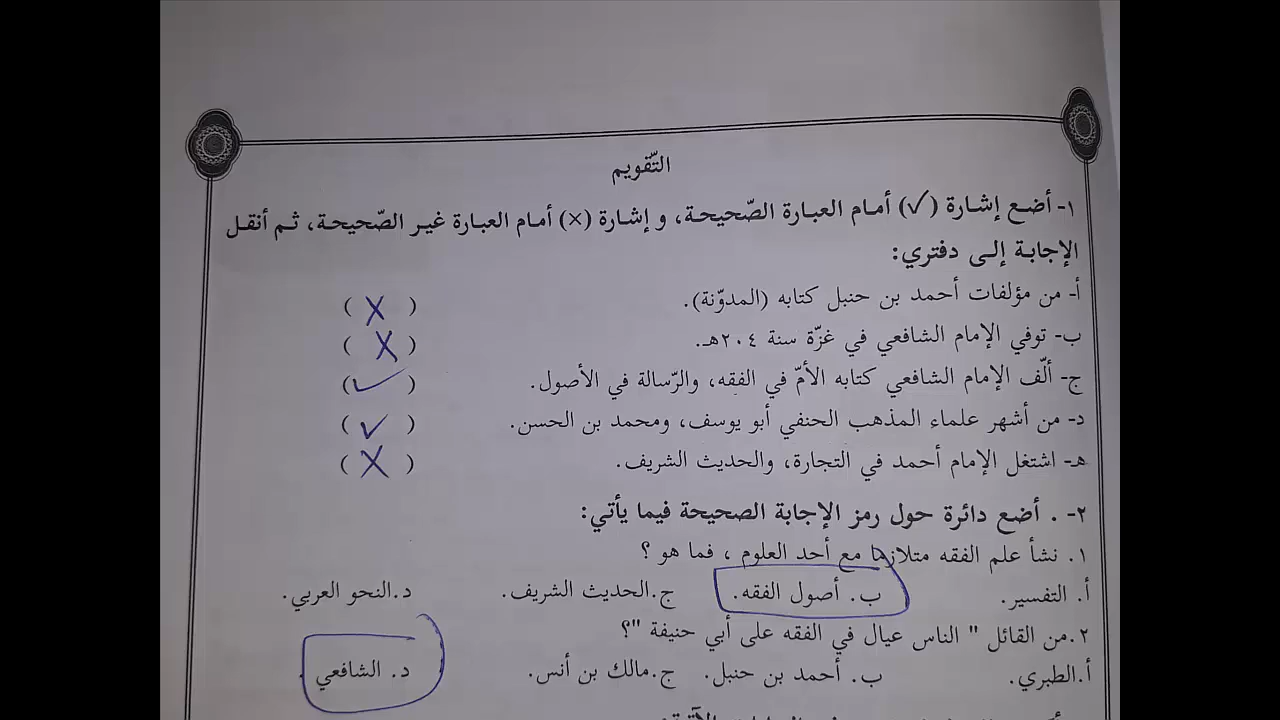 التّقويم
١- أضع إشارة (✓) أمام العبارة الصّحيحة، و إشارة (×) أمام العبارة غير الصّحيحة، ثم أنقل
الإجابة إلى دفتري:
أ- من مؤلفات أحمد بن حنبل كتابه (المدوّنة). ( X )
ب- توفي الإمام الشافعي في غزّة سنة ٢٠٤هـ. ( X )
ج- ألّف الإمام الشافعي كتابه الأمّ في الفقه، والرّسالة في الأصول. ( ✓ )
د- من أشهر علماء المذهب الحنفي أبو يوسف، ومحمد بن الحسن. ( ✓ )
هـ- اشتغل الإمام أحمد في التجارة، والحديث الشريف. ( X )
٢- . أضع دائرة حول رمز الإجابة الصحيحة فيما يأتي:
١. نشأ علم الفقه متلازما مع أحد العلوم ، فما هو ؟
أ. التفسير. ب. أصول الفقه. ج.الحديث الشريف. د.النحو العربي.
٢.من القائل " الناس عيال في الفقه على أبي حنيفة "؟
أ.الطبري. ب. أحمد بن حنبل. ج.مالك بن أنس. د. الشافعي .